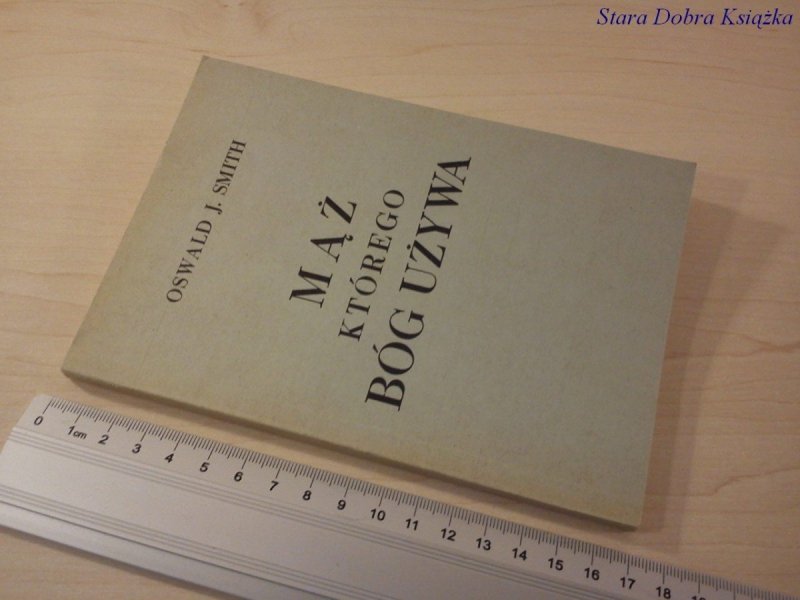 Stara Dobra Książka
OSWALD J. SMITH
MĄŻ
KTÓREGO
BÓG UŻYWA
0 1cm 2 3 4 5 6 7 8 9 10 11 12 13 14 15 16 17 18